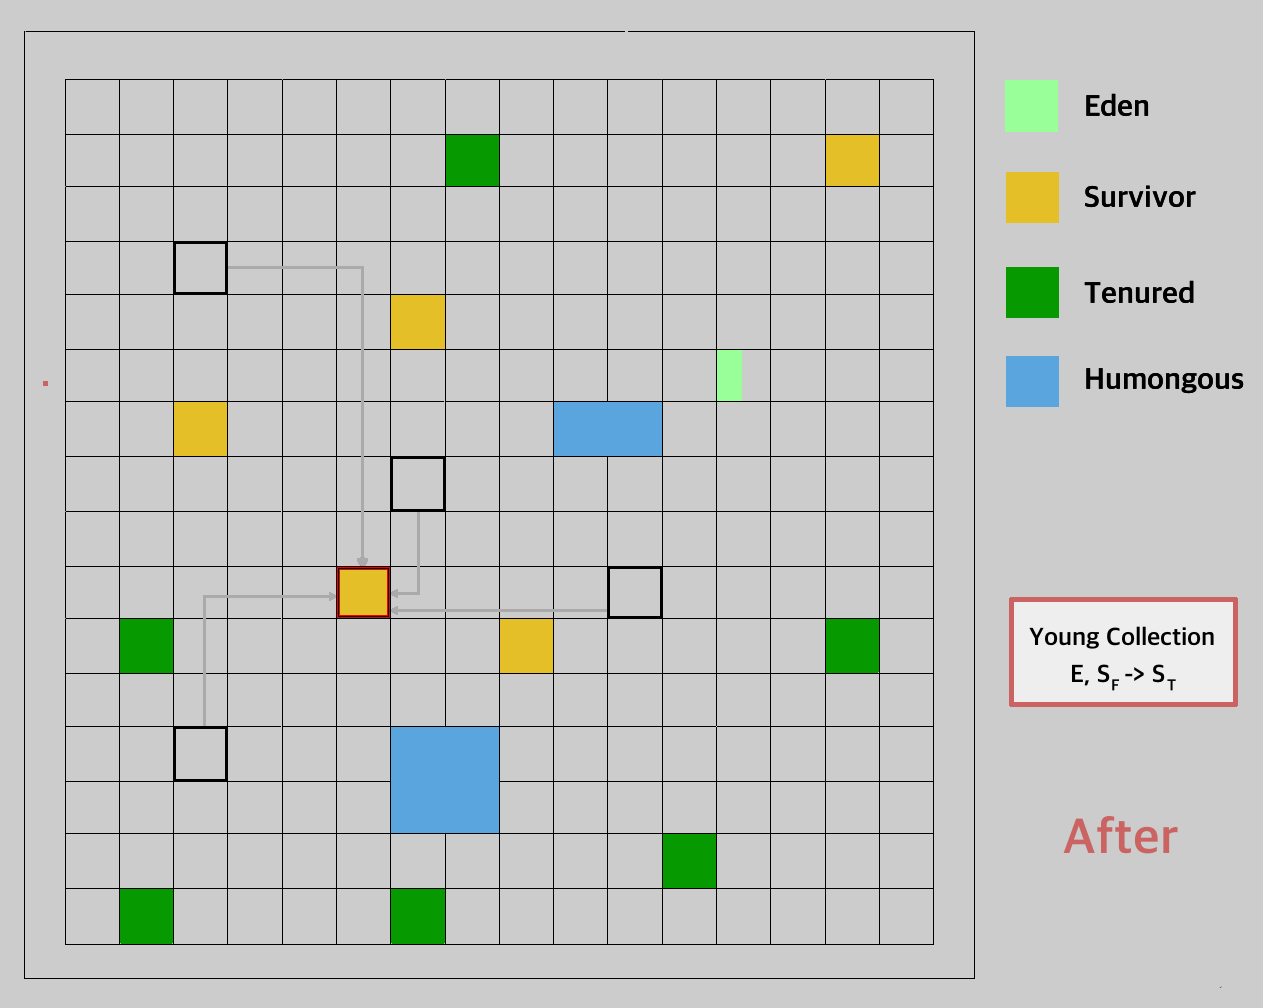 Eden
Survivor
Tenured
Humongous
Young Collection
E, S_F -> S_T
After